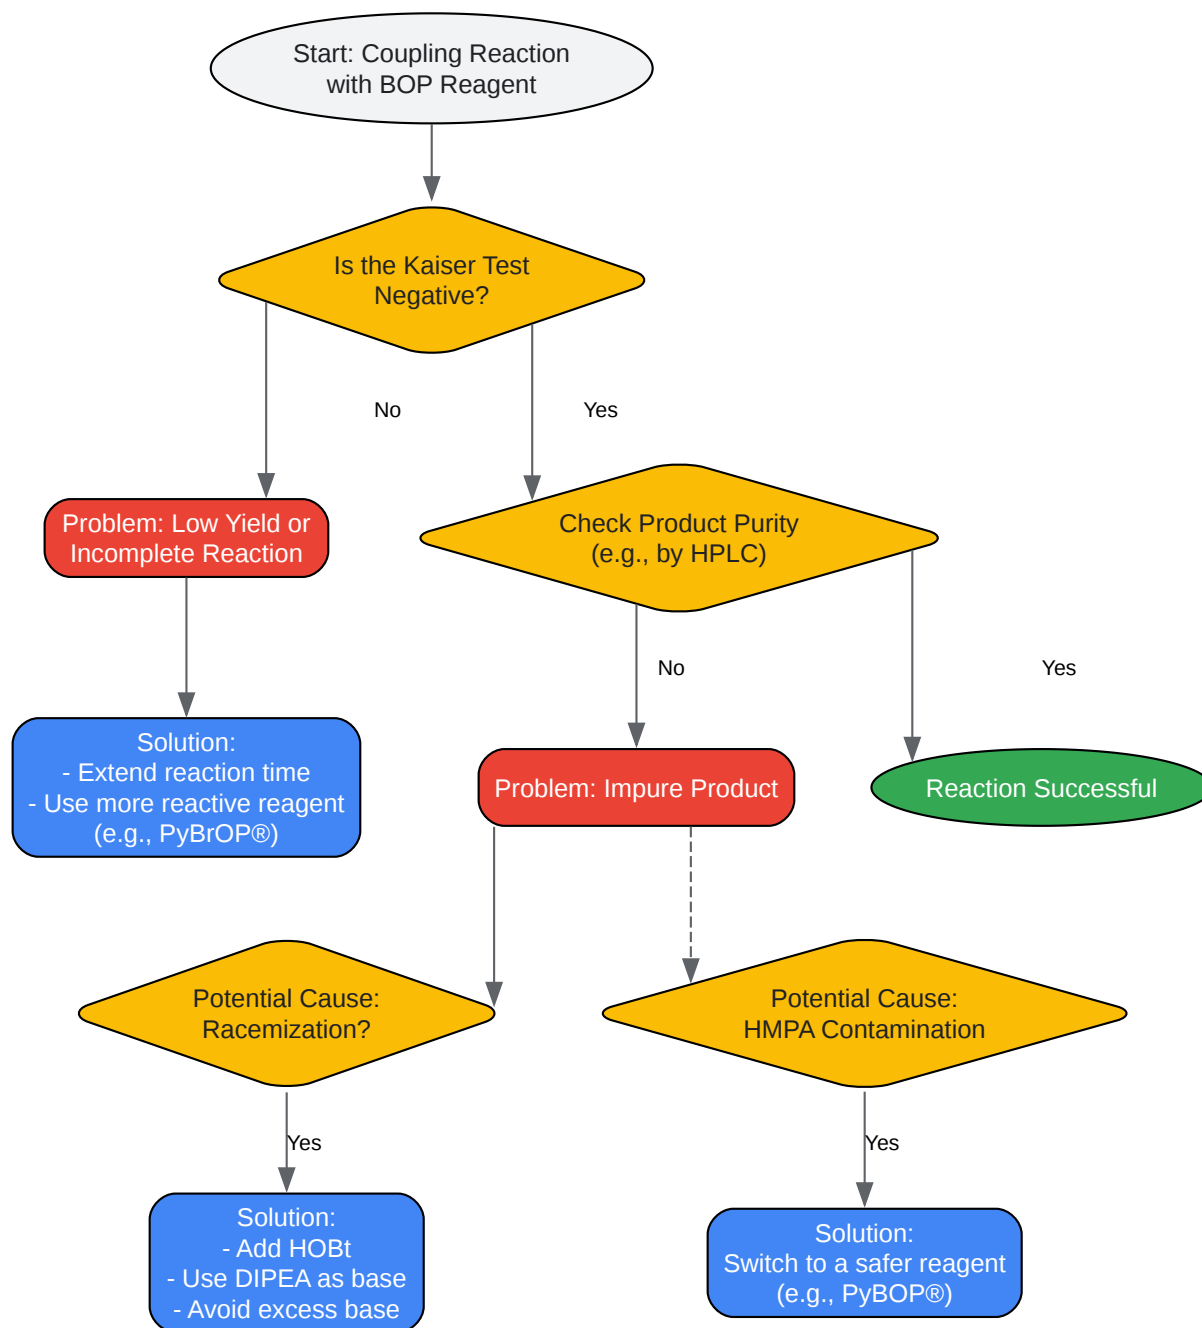 Start: Coupling Reaction
with BOP Reagent
Is the Kaiser Test
Negative?
No
Yes
Problem: Low Yield or
Incomplete Reaction
Check Product Purity
(e.g., by HPLC)
No
Yes
Solution:
- Extend reaction time
- Use more reactive reagent
(e.g., PyBrOP®)
Problem: Impure Product
Reaction Successful
Potential Cause:
Racemization?
Potential Cause:
HMPA Contamination
Yes
Yes
Solution:
- Add HOBt
- Use DIPEA as base
- Avoid excess base
Solution:
Switch to a safer reagent
(e.g., PyBOP®)